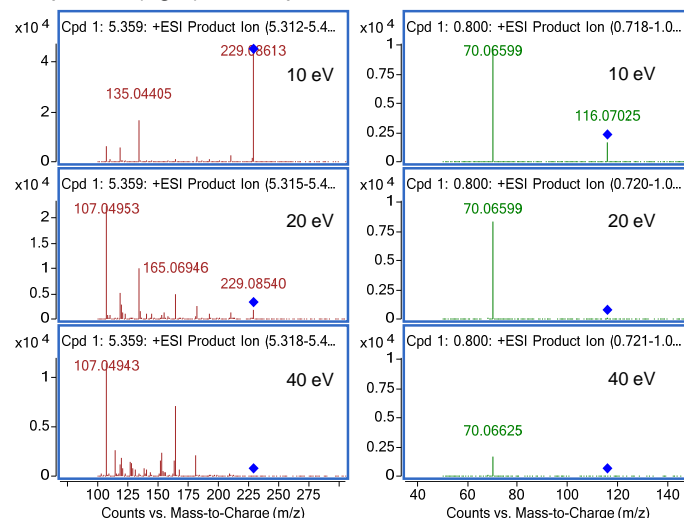 x10 4 Cpd 1: 5.359: +ESI Product Ion (5.312-5.4...
229.08613
10 eV
135.04405
4
2
0
x10 4 Cpd 1: 0.800: +ESI Product Ion (0.718-1.0...
70.06599
10 eV
116.07025
1
0.75
0.5
0.25
0
x10 4 Cpd 1: 5.359: +ESI Product Ion (5.315-5.4...
107.04953
20 eV
165.06946
229.08540
2
1.5
1
0.5
0
x10 4 Cpd 1: 0.800: +ESI Product Ion (0.720-1.0...
70.06599
20 eV
1
0.75
0.5
0.25
0
x10 4 Cpd 1: 5.359: +ESI Product Ion (5.318-5.4...
107.04943
40 eV
1
0.5
0
100 125 150 175 200 225 250 275
Counts vs. Mass-to-Charge (m/z)
x10 4 Cpd 1: 0.800: +ESI Product Ion (0.721-1.0...
40 eV
70.06625
1
0.75
0.5
0.25
0
40 60 80 100 120 140
Counts vs. Mass-to-Charge (m/z)